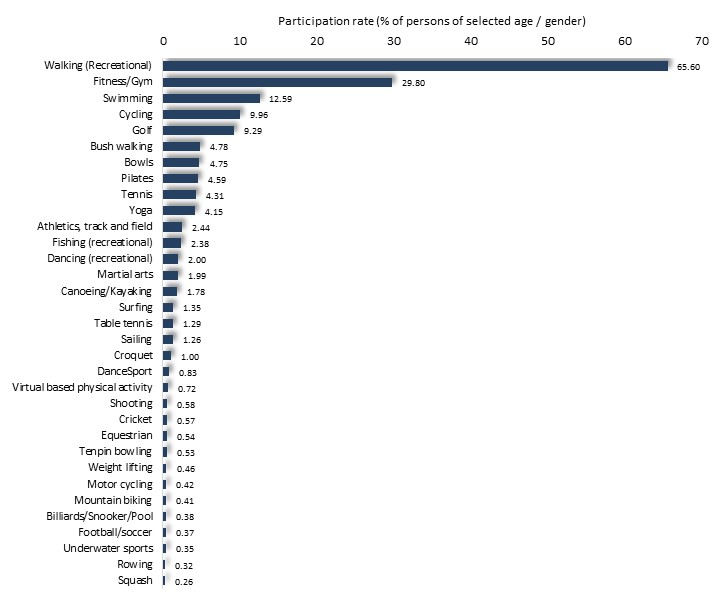 Participation rate (% of persons of selected age / gender)
0 10 20 30 40 50 60 70
Walking (Recreational) 65.60
Fitness/Gym 29.80
Swimming 12.59
Cycling 9.96
Golf 9.29
Bush walking 4.78
Bowls 4.75
Pilates 4.59
Tennis 4.31
Yoga 4.15
Athletics, track and field 2.44
Fishing (recreational) 2.38
Dancing (recreational) 2.00
Martial arts 1.99
Canoeing/Kayaking 1.78
Surfing 1.35
Table tennis 1.29
Sailing 1.26
Croquet 1.00
DanceSport 0.83
Virtual based physical activity 0.72
Shooting 0.58
Cricket 0.57
Equestrian 0.54
Tenpin bowling 0.53
Weight lifting 0.46
Motor cycling 0.42
Mountain biking 0.41
Billiards/Snooker/Pool 0.38
Football/soccer 0.37
Underwater sports 0.35
Rowing 0.32
Squash 0.26